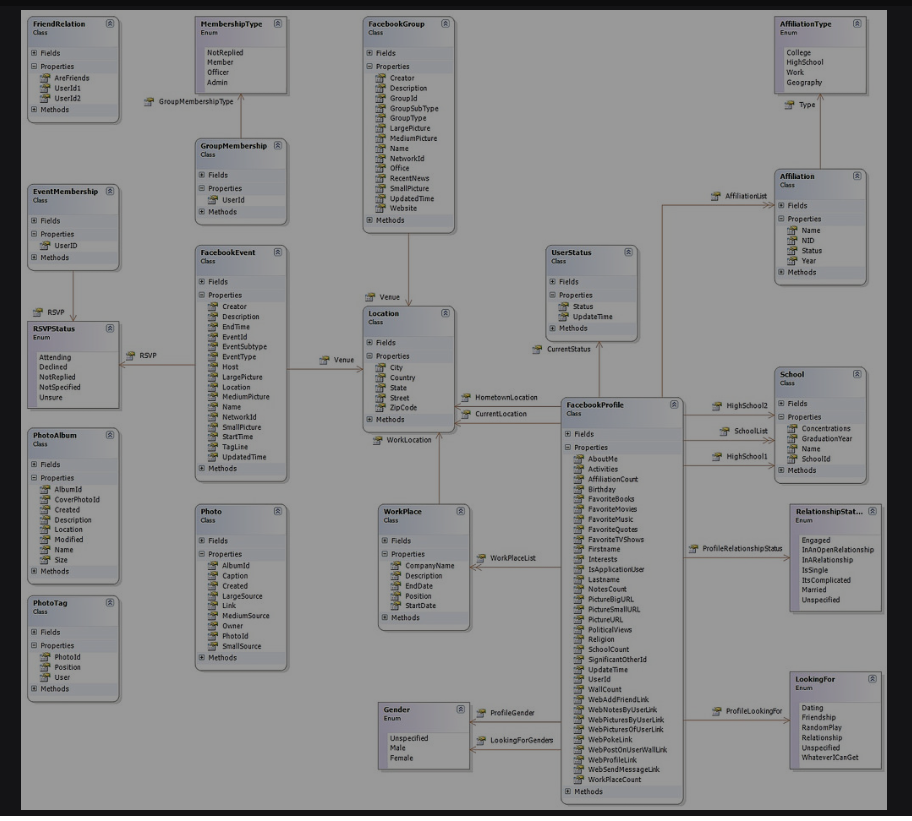 FriendRelation
Class
Fields
Properties
AreFriends
UserId1
UserId2
Methods
MembershipType
Enum
NotReplied
Member
Officer
Admin
GroupMembershipType
GroupMembership
Class
Fields
Properties
UserId
Methods
FacebookGroup
Class
Fields
Properties
Creator
Description
GroupId
GroupSubType
GroupType
LargePicture
MediumPicture
Name
NetworkId
Office
RecentNews
SmallPicture
UpdatedTime
Website
Methods
Venue
AffiliationType
Enum
College
HighSchool
Work
Geography
Type
Affiliation
Class
Fields
Properties
Name
NID
Status
Year
Methods
AffiliationList
EventMembership
Class
Fields
Properties
UserID
Methods
RSVP
RSVPStatus
Enum
Attending
Declined
NotReplied
NotSpecified
Unsure
RSVP
FacebookEvent
Class
Fields
Properties
Creator
Description
EndTime
EventId
EventSubtype
EventType
Host
LargePicture
Location
MediumPicture
Name
NetworkId
SmallPicture
StartTime
TagLine
UpdatedTime
Methods
Venue
Location
Class
Fields
Properties
City
Country
State
Street
ZipCode
Methods
WorkLocation
UserStatus
Class
Fields
Properties
Status
UpdateTime
Methods
CurrentStatus
HometownLocation
CurrentLocation
FacebookProfile
Class
Fields
Properties
AboutMe
Activities
AffiliationCount
Birthday
FavoriteBooks
FavoriteMovies
FavoriteMusic
FavoriteQuotes
FavoriteTVShows
Firstname
Interests
IsApplicationUser
Lastname
NotesCount
PictureBigURL
PictureSmallURL
PictureURL
PoliticalViews
Religion
SchoolCount
SignificantOtherId
UpdateTime
UserId
WallCount
WebAddFriendLink
WebNotesByUserLink
WebPicturesByUserLink
WebPicturesOfUserLink
WebPokeLink
WebPostOnUserWallLink
WebProfileLink
WebSendMessageLink
WorkPlaceCount
Methods
HighSchool2
SchoolList
HighSchool1
School
Class
Fields
Properties
Concentrations
GraduationYear
Name
SchoolId
Methods
PhotoAlbum
Class
Fields
Properties
AlbumId
CoverPhotoId
Created
Description
Location
Modified
Name
Size
Methods
Photo
Class
Fields
Properties
AlbumId
Caption
Created
LargeSource
Link
MediumSource
Owner
PhotoId
SmallSource
Methods
WorkPlace
Class
Fields
Properties
CompanyName
Description
EndDate
Position
StartDate
Methods
WorkPlaceList
ProfileRelationshipStatus
RelationshipStat...
Enum
Engaged
InAnOpenRelationship
InARelationship
IsSingle
ItsComplicated
Married
Unspecified
PhotoTag
Class
Fields
Properties
PhotoId
Position
User
Methods
Gender
Enum
Unspecified
Male
Female
ProfileGender
LookingForGenders
ProfileLookingFor
LookingFor
Enum
Dating
Friendship
RandomPlay
Relationship
Unspecified
WhateverICanGet